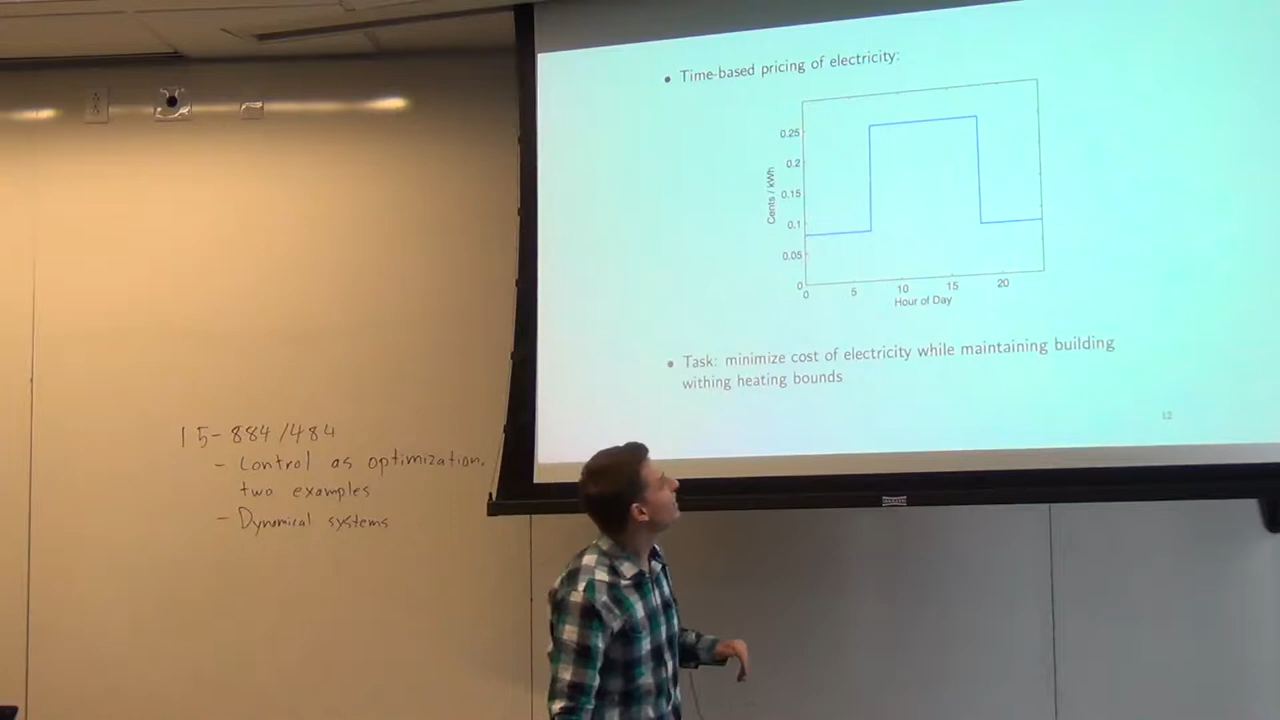 15-884/484
- Control as optimization,
two examples
- Dynamical systems
• Time-based pricing of electricity:
0.25
0.2
0.15
0.1
0.05
0
Cents / kWh
0 5 10 15 20
Hour of Day
• Task: minimize cost of electricity while maintaining building
withing heating bounds
12